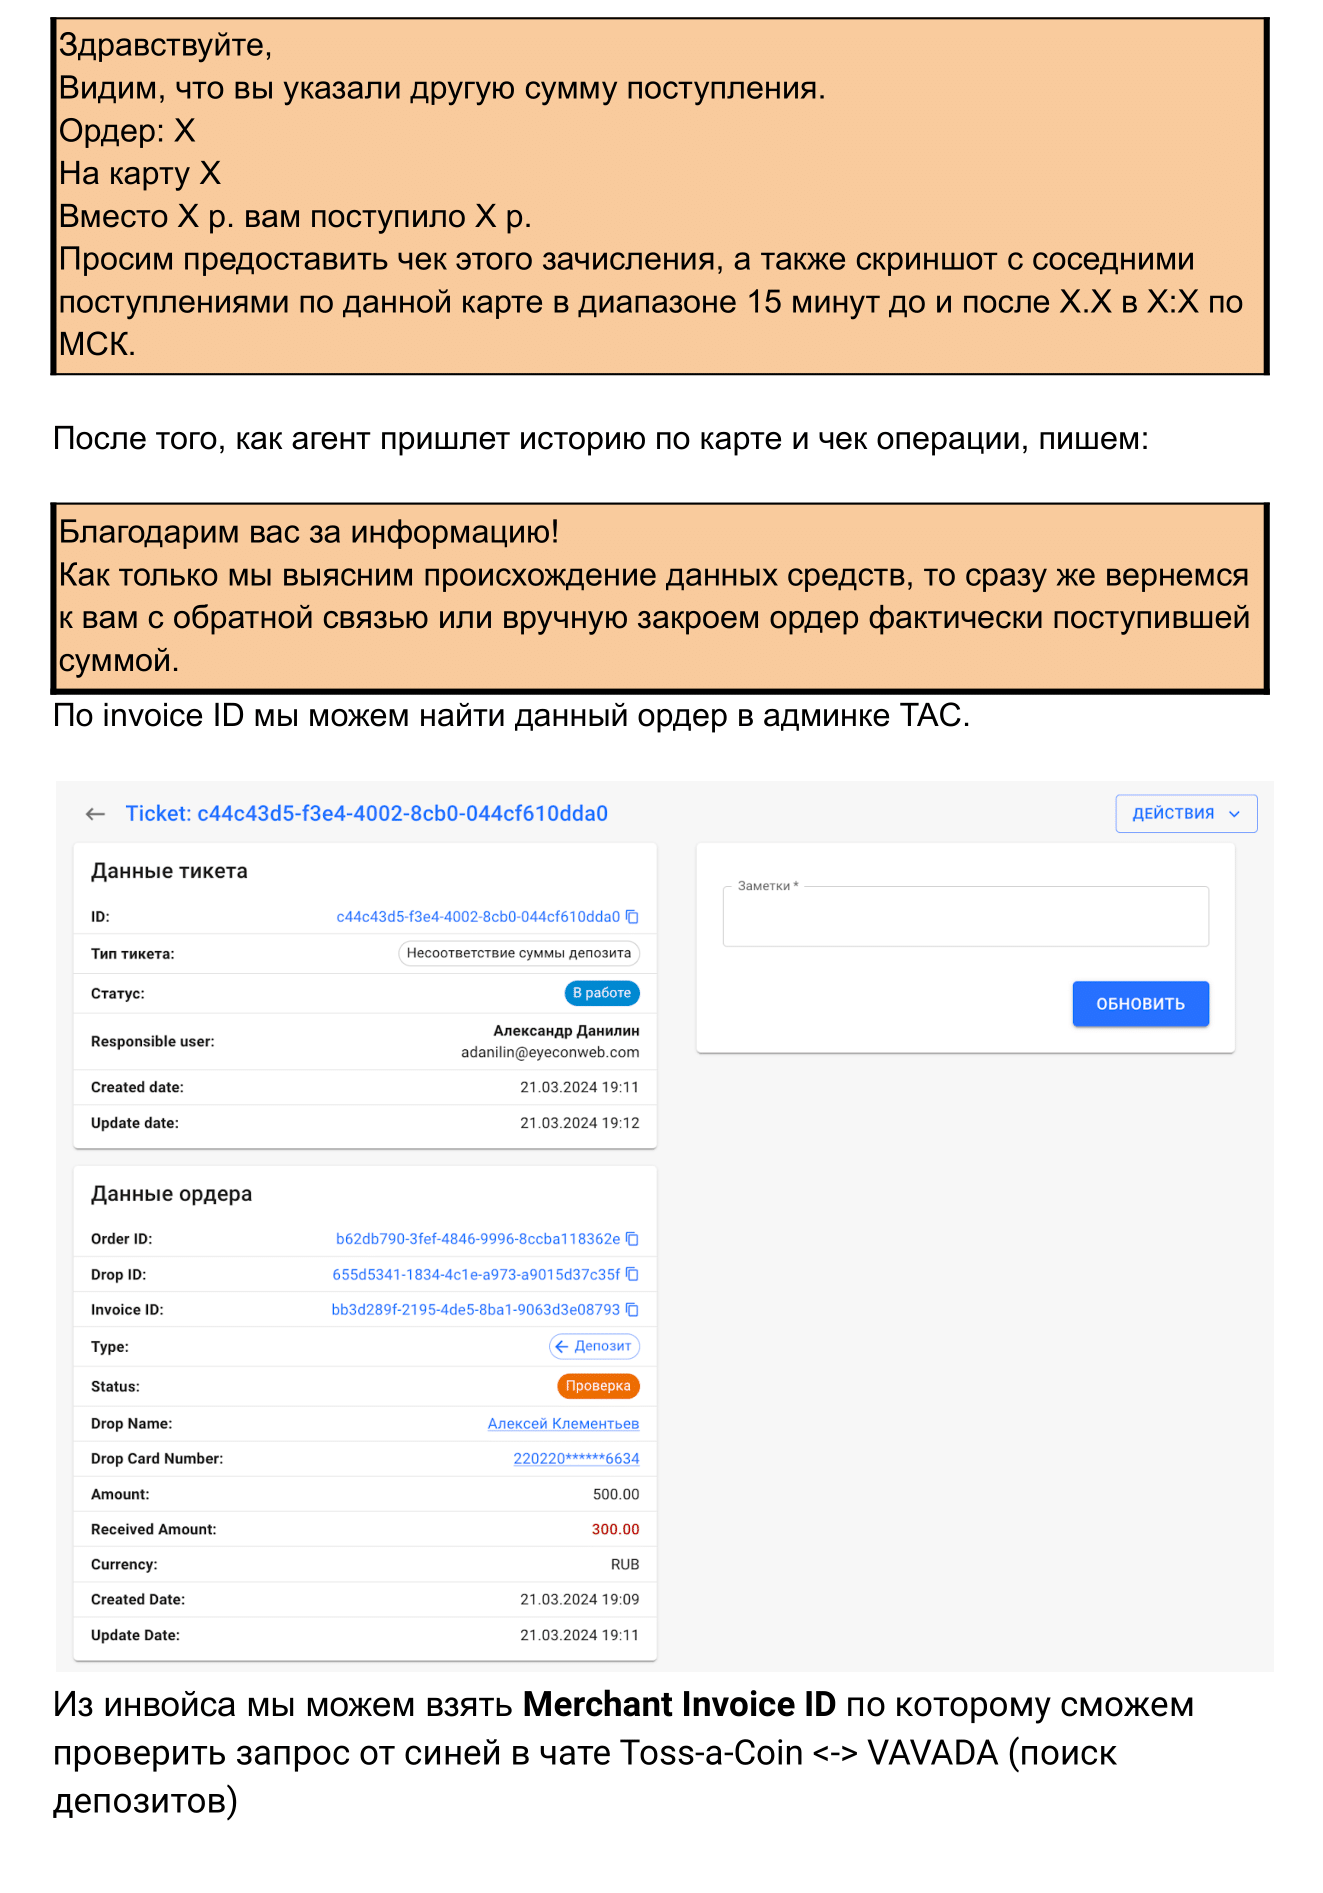 Здравствуйте,
Видим, что вы указали другую сумму поступления.
Ордер: X
На карту X
Вместо X р. вам поступило X р.
Просим предоставить чек этого зачисления, а также скриншот с соседними
поступлениями по данной карте в диапазоне 15 минут до и после X.X в X:X по
МСК.
После того, как агент пришлет историю по карте и чек операции, пишем:
Благодарим вас за информацию!
Как только мы выясним происхождение данных средств, то сразу же вернемся
к вам с обратной связью или вручную закроем ордер фактически поступившей
суммой.
По invoice ID мы можем найти данный ордер в админке ТАС.
Ticket: c44c43d5-f3e4-4002-8cb0-044cf610dda0
ДЕЙСТВИЯ
Данные тикета
ID: c44c43d5-f3e4-4002-8cb0-044cf610dda0
Тип тикета: Несоответствие суммы депозита
Статус: В работе
Responsible user: Александр Данилин
adanilin@eyeconweb.com
Created date: 21.03.2024 19:11
Update date: 21.03.2024 19:12
Заметки *
ОБНОВИТЬ
Данные ордера
Order ID: b62db790-3fef-4846-9996-8ccba118362e
Drop ID: 655d5341-1834-4c1e-a973-a9015d37c35f
Invoice ID: bb3d289f-2195-4de5-8ba1-9063d3e08793
Type: Депозит
Status: Проверка
Drop Name: Алексей Клементьев
Drop Card Number: 220220******6634
Amount: 500.00
Received Amount: 300.00
Currency: RUB
Created Date: 21.03.2024 19:09
Update Date: 21.03.2024 19:11
Из инвойса мы можем взять Merchant Invoice ID по которому сможем
проверить запрос от синей в чате Toss-a-Coin <-> VAVADA (поиск
депозитов)